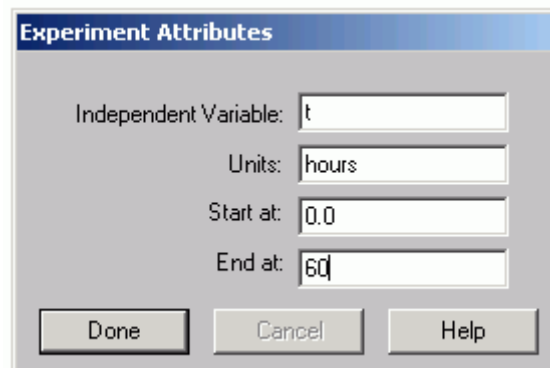 Experiment Attributes
Independent Variable: t
Units: hours
Start at: 0.0
End at: 60
Done Cancel Help